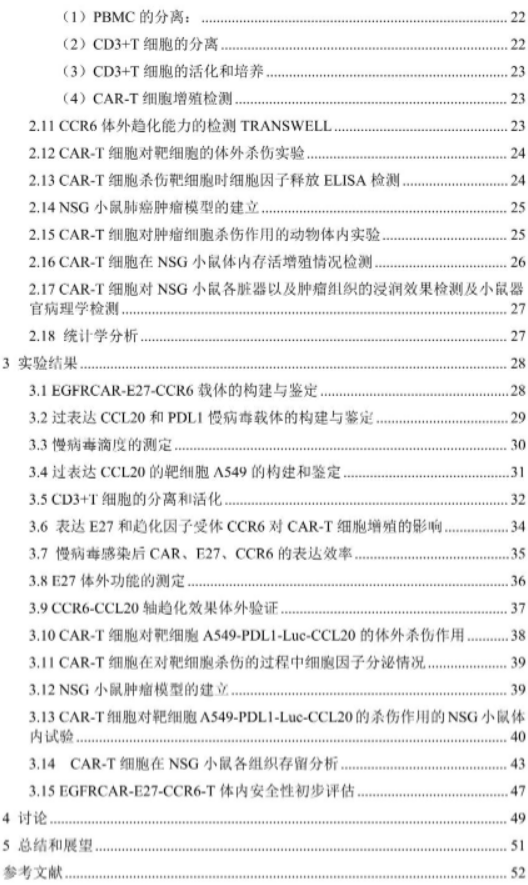 （1）PBMC 的分离： ........ 22
（2）CD3+T 细胞的分离 ........ 22
（3）CD3+T 细胞的活化和培养 ........ 23
（4）CAR-T 细胞增殖检测 ........ 23
2.11 CCR6 体外趋化能力的检测 TRANSWELL ........ 23
2.12 CAR-T 细胞对靶细胞的体外杀伤实验 ........ 24
2.13 CAR-T 细胞杀伤靶细胞时细胞因子释放 ELISA 检测 ........ 24
2.14 NSG 小鼠肺癌肿瘤模型的建立 ........ 25
2.15 CAR-T 细胞对肿瘤细胞杀伤作用的动物体内实验 ........ 25
2.16 CAR-T 细胞在 NSG 小鼠体内存活增殖情况检测 ........ 26
2.17 CAR-T 细胞对 NSG 小鼠各脏器以及肿瘤组织的浸润效果检测及小鼠器
官病理学检测 ........ 27
2.18 统计学分析 ........ 27
3 实验结果 ........ 28
3.1 EGFRCAR-E27-CCR6 载体的构建与鉴定 ........ 28
3.2 过表达 CCL20 和 PDL1 慢病毒载体的构建与鉴定 ........ 29
3.3 慢病毒滴度的测定 ........ 30
3.4 过表达 CCL20 的靶细胞 A549 的构建和鉴定 ........ 31
3.5 CD3+T 细胞的分离和活化 ........ 32
3.6 表达 E27 和趋化因子受体 CCR6 对 CAR-T 细胞增殖的影响 ........ 34
3.7 慢病毒感染后 CAR、E27、CCR6 的表达效率 ........ 35
3.8 E27 体外功能的测定 ........ 36
3.9 CCR6-CCL20 轴趋化效果体外验证 ........ 37
3.10 CAR-T 细胞对靶细胞 A549-PDL1-Luc-CCL20 的体外杀伤作用 ........ 38
3.11 CAR-T 细胞在对靶细胞杀伤的过程中细胞因子分泌情况 ........ 39
3.12 NSG 小鼠肿瘤模型的建立 ........ 39
3.13 CAR-T 细胞对靶细胞 A549-PDL1-Luc-CCL20 的杀伤作用的 NSG 小鼠体
内试验 ........ 40
3.14 CAR-T 细胞在 NSG 小鼠各组织存留分析 ........ 43
3.15 EGFRCAR-E27-CCR6-T 体内安全性初步评估 ........ 47
4 讨论 ........ 49
5 总结和展望 ........ 51
参考文献 ........ 52